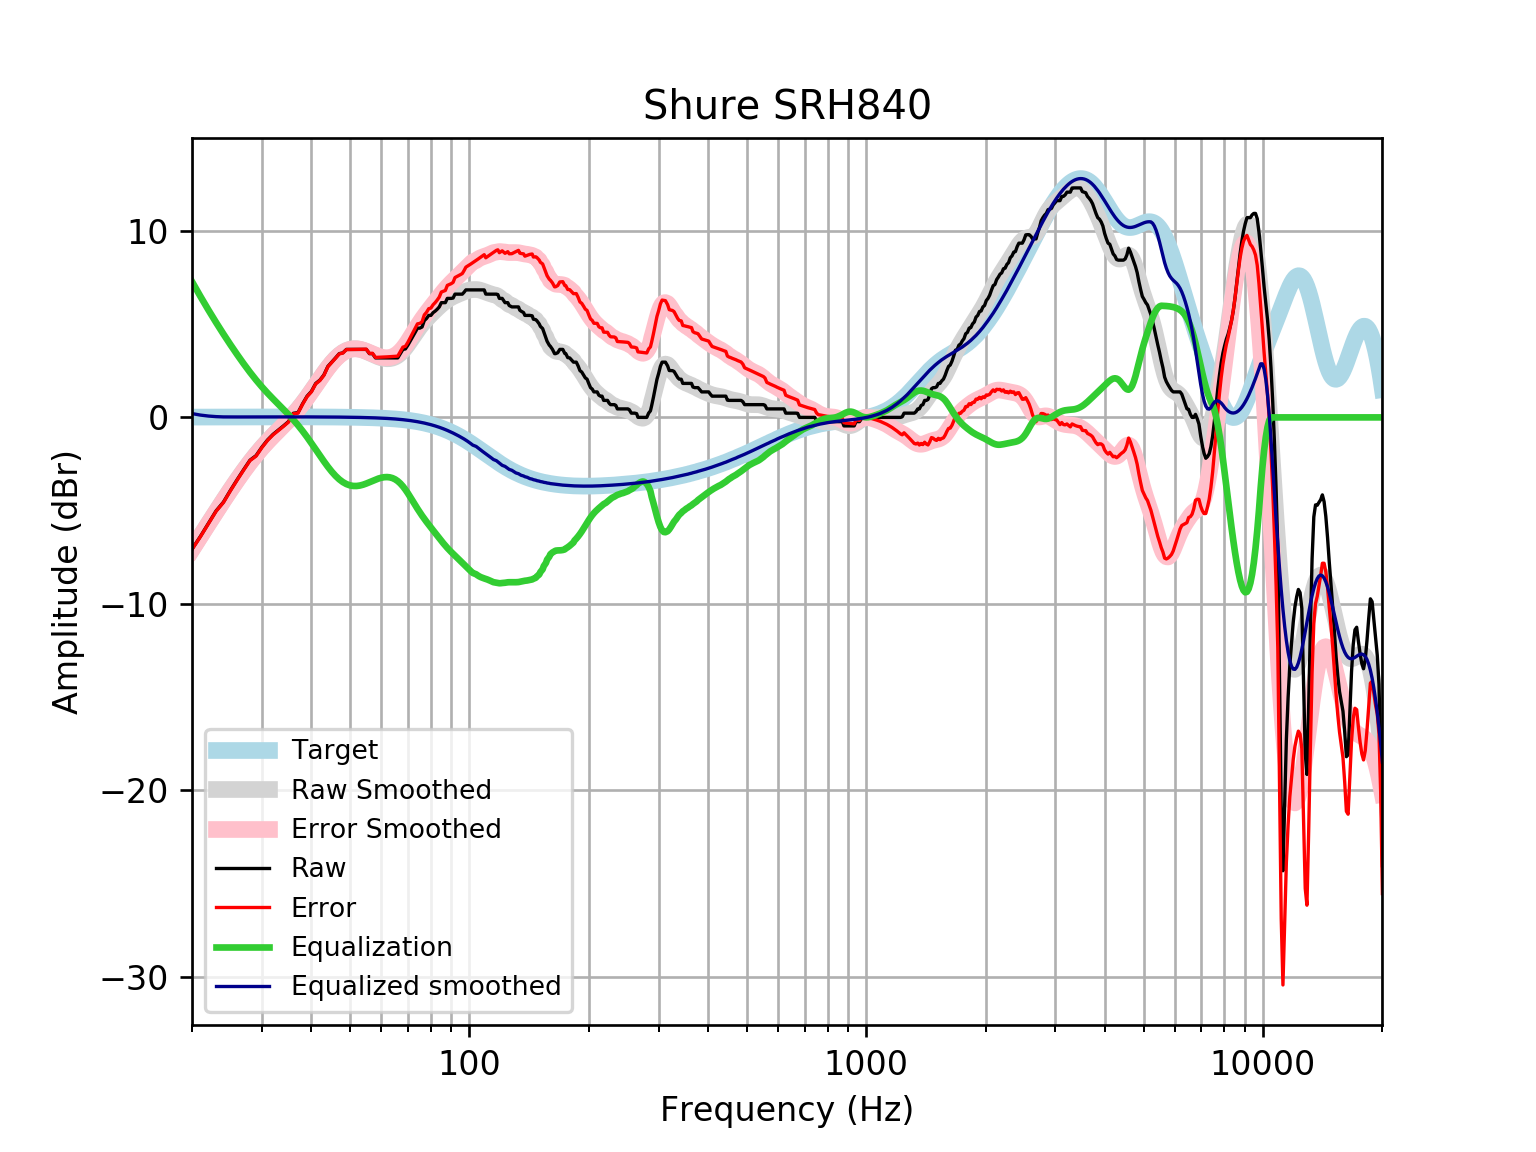 Shure SRH840
10
0
−10
−20
−30
Amplitude (dBr)
Target
Raw Smoothed
Error Smoothed
Raw
Error
Equalization
Equalized smoothed
100
1000
10000
Frequency (Hz)